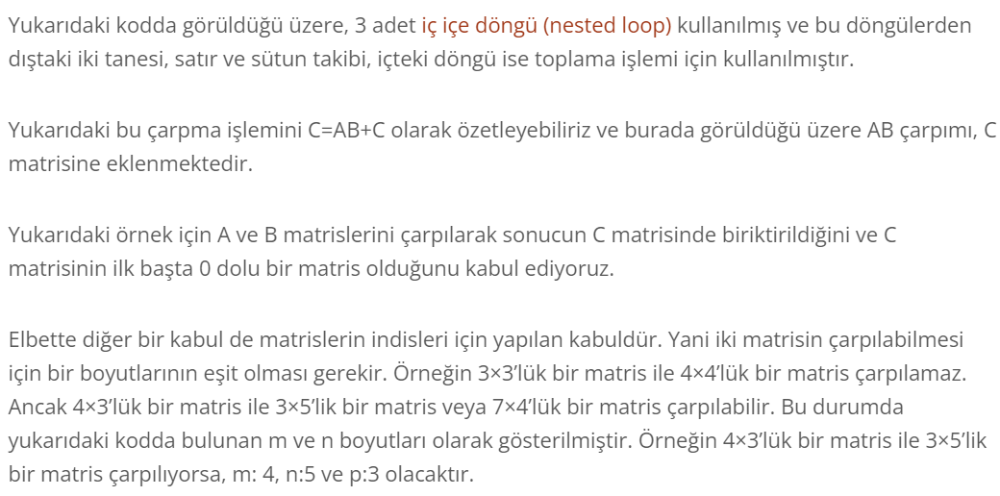 Yukarıdaki kodda görüldüğü üzere, 3 adet iç içe döngü (nested loop) kullanılmış ve bu döngülerden
dıştaki iki tanesi, satır ve sütun takibi, içteki döngü ise toplama işlemi için kullanılmıştır.
Yukarıdaki bu çarpma işlemini C=AB+C olarak özetleyebiliriz ve burada görüldüğü üzere AB çarpımı, C
matrisine eklenmektedir.
Yukarıdaki örnek için A ve B matrislerini çarpılarak sonucun C matrisinde biriktirildiğini ve C
matrisinin ilk başta 0 dolu bir matris olduğunu kabul ediyoruz.
Elbette diğer bir kabul de matrislerin indisleri için yapılan kabuldür. Yani iki matrisin çarpılabilmesi
için bir boyutlarının eşit olması gerekir. Örneğin 3×3’lük bir matris ile 4×4’lük bir matris çarpılamaz.
Ancak 4×3’lük bir matris ile 3×5’lik bir matris veya 7×4’lük bir matris çarpılabilir. Bu durumda
yukarıdaki kodda bulunan m ve n boyutları olarak gösterilmiştir. Örneğin 4×3’lük bir matris ile 3×5’lik
bir matris çarpılıyorsa, m: 4, n:5 ve p:3 olacaktır.